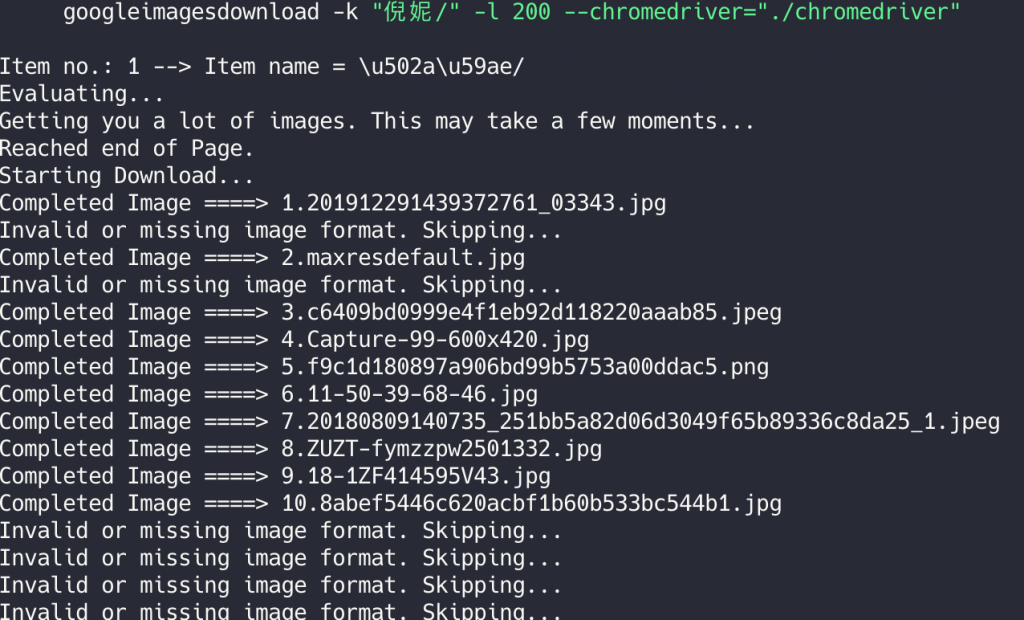 googleimagesdownload -k "倪妮/" -l 200 --chromedriver="./chromedriver"
Item no.: 1 --> Item name = \u502a\u59ae/
Evaluating...
Getting you a lot of images. This may take a few moments...
Reached end of Page.
Starting Download...
Completed Image ====> 1.201912291439372761_03343.jpg
Invalid or missing image format. Skipping...
Completed Image ====> 2.maxresdefault.jpg
Invalid or missing image format. Skipping...
Completed Image ====> 3.c6409bd0999e4f1eb92d118220aaab85.jpeg
Completed Image ====> 4.Capture-99-600x420.jpg
Completed Image ====> 5.f9c1d180897a906bd99b5753a00ddac5.png
Completed Image ====> 6.11-50-39-68-46.jpg
Completed Image ====> 7.20180809140735_251bb5a82d06d3049f65b89336c8da25_1.jpeg
Completed Image ====> 8.ZUZT-fymzzpw2501332.jpg
Completed Image ====> 9.18-1ZF414595V43.jpg
Completed Image ====> 10.8abef5446c620acbf1b60b533bc544b1.jpg
Invalid or missing image format. Skipping...
Invalid or missing image format. Skipping...
Invalid or missing image format. Skipping...
Invalid or missing image format. Skipping...